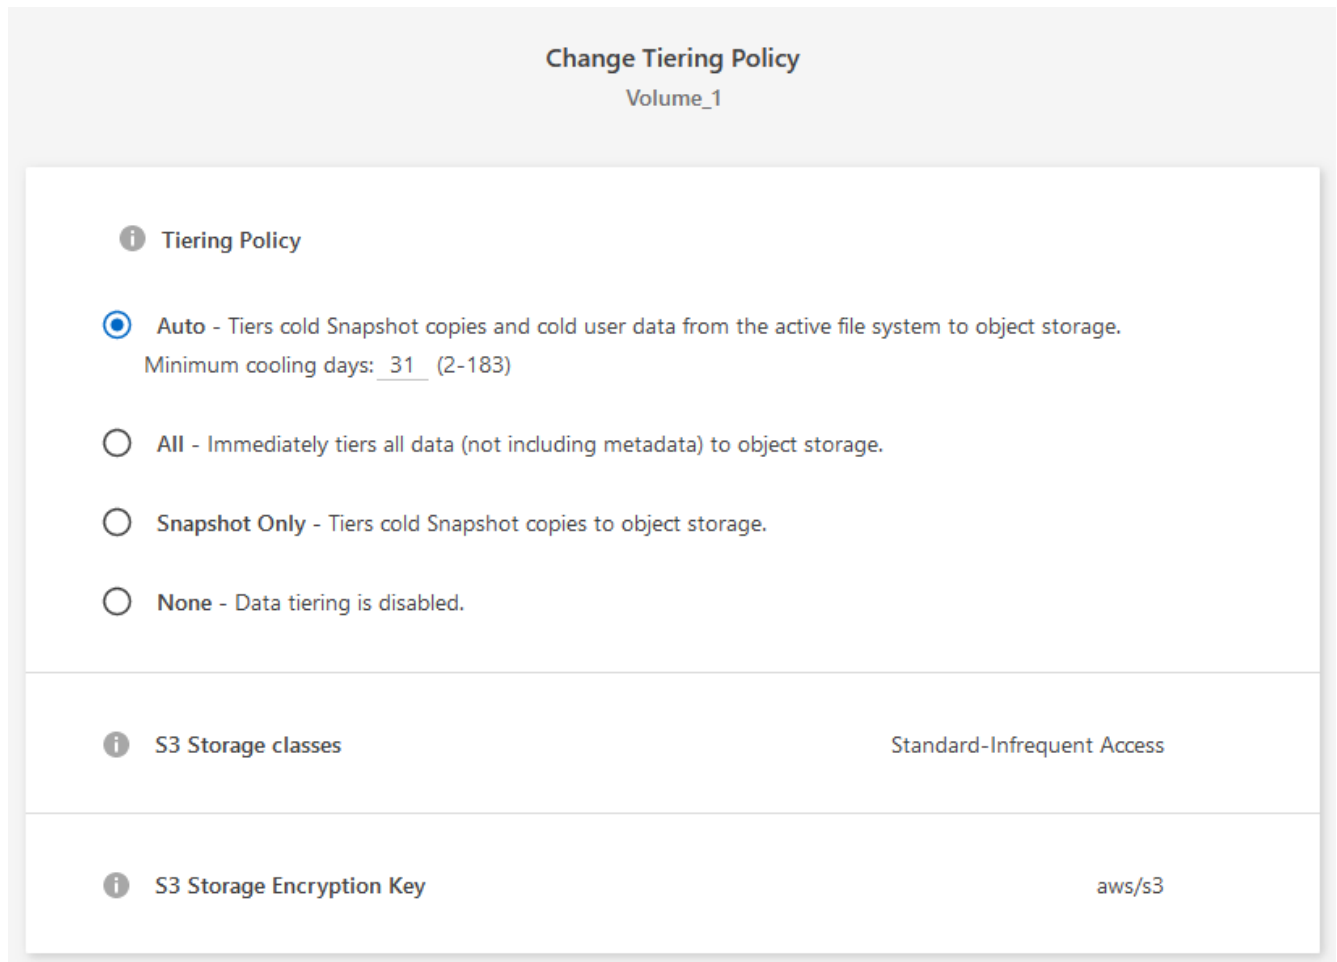 Change Tiering Policy
Volume_1
Tiering Policy
Auto - Tiers cold Snapshot copies and cold user data from the active file system to object storage.
Minimum cooling days: 31 (2-183)
All - Immediately tiers all data (not including metadata) to object storage.
Snapshot Only - Tiers cold Snapshot copies to object storage.
None - Data tiering is disabled.
S3 Storage classes Standard-Infrequent Access
S3 Storage Encryption Key aws/s3